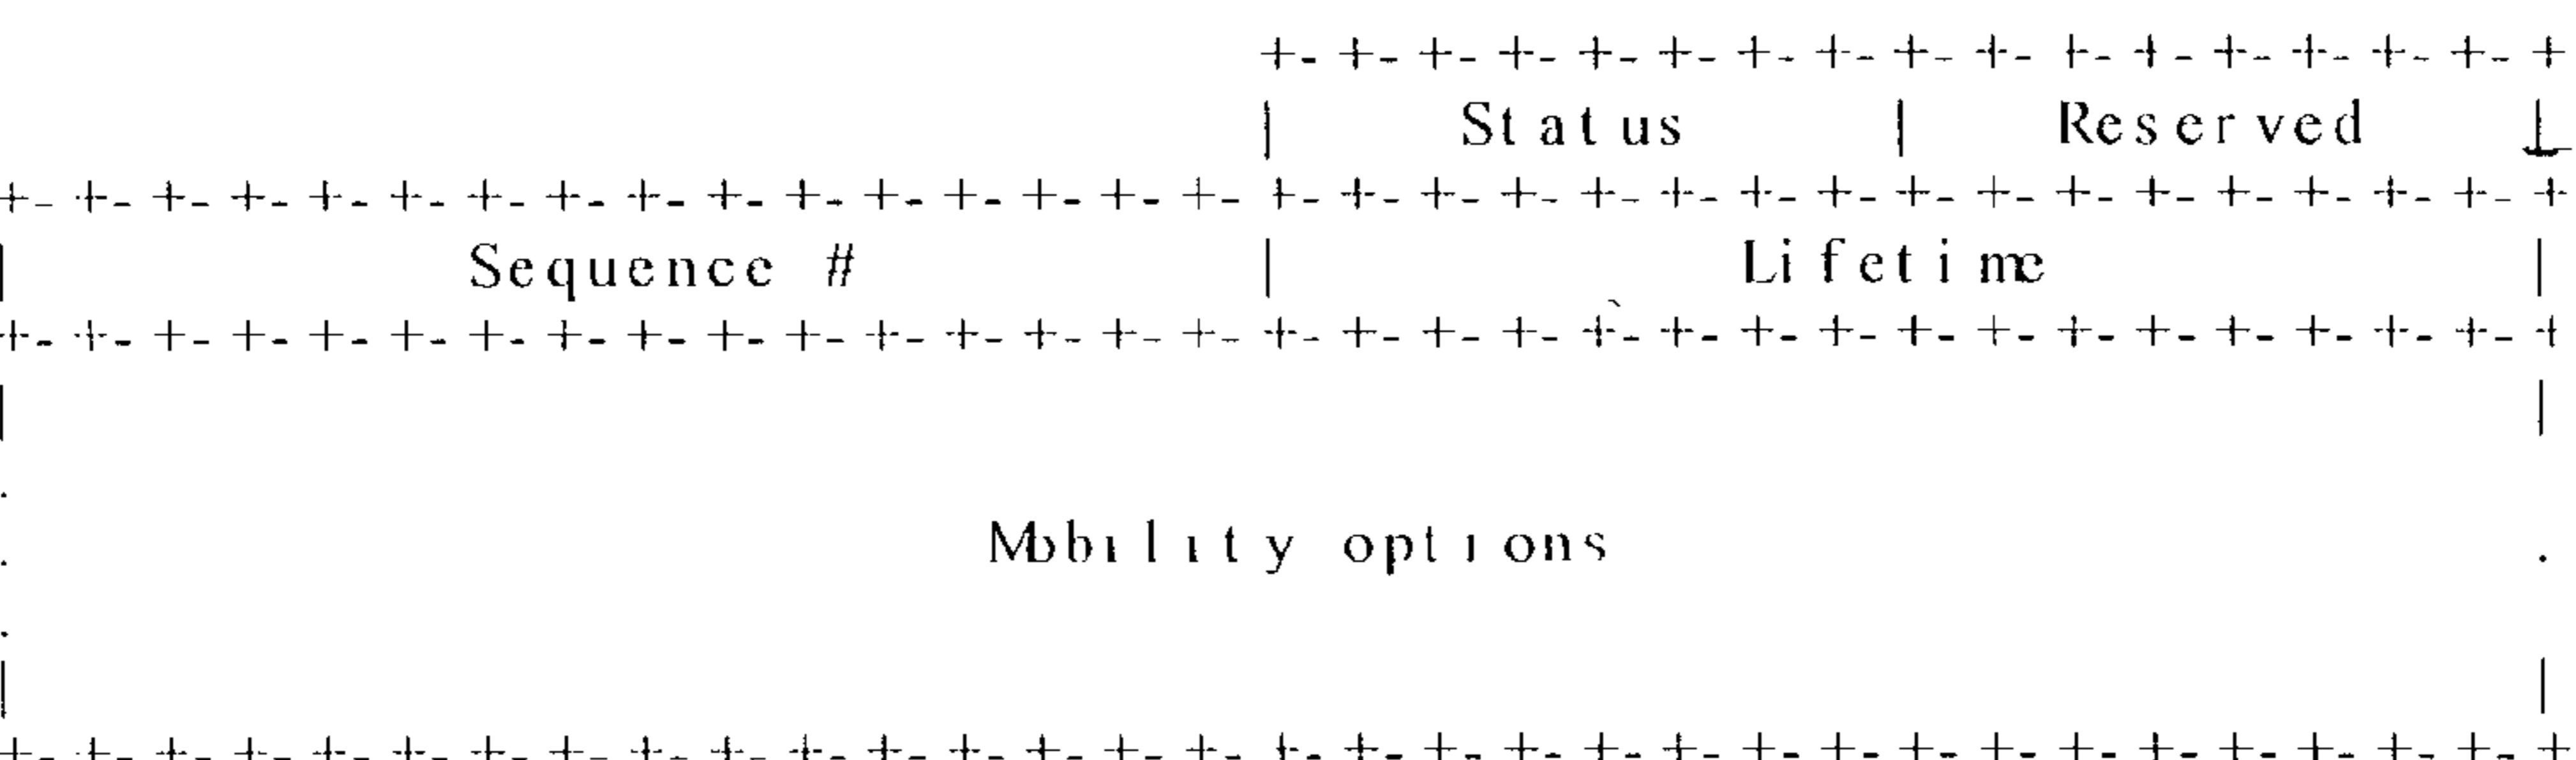 +-+-+-+-+-+-+-+-+-+-+-+-+-+-+-+-+
| Status | Reserved |
+-+-+-+-+-+-+-+-+-+-+-+-+-+-+-+-+-+-+-+-+-+-+-+-+-+-+-+-+-+-+-+-+
| Sequence # | Lifetime |
+-+-+-+-+-+-+-+-+-+-+-+-+-+-+-+-+-+-+-+-+-+-+-+-+-+-+-+-+-+-+-+-+
| |
.
. Mobility options .
.
| |
+-+-+-+-+-+-+-+-+-+-+-+-+-+-+-+-+-+-+-+-+-+-+-+-+-+-+-+-+-+-+-+-+